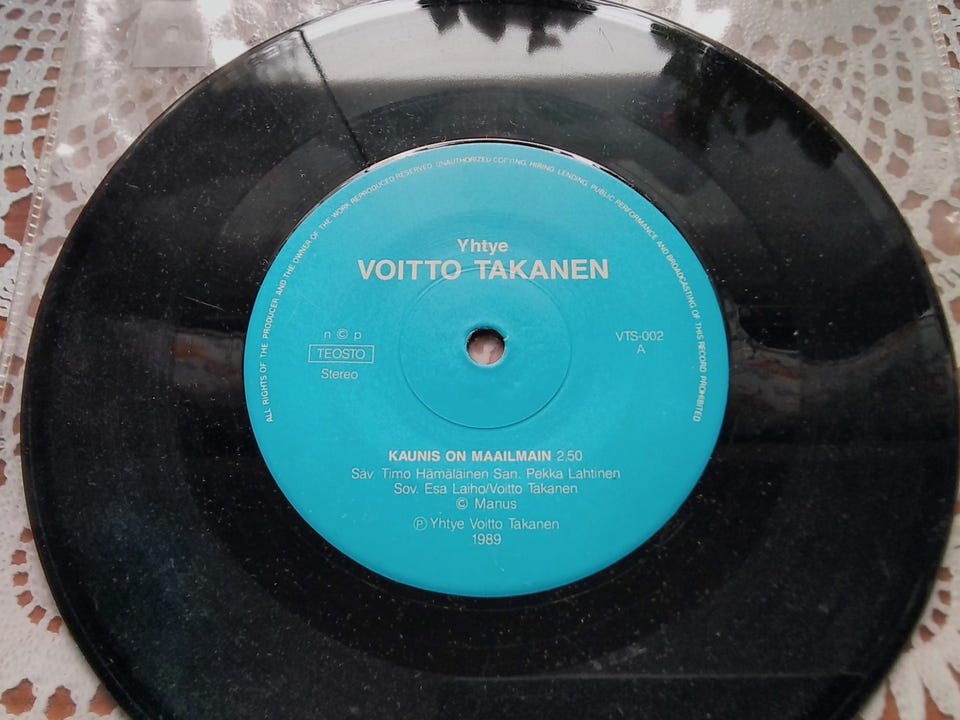 ALL RIGHTS OF THE PRODUCER AND THE OWNER OF THE WORK REPRODUCED RESERVED. UNAUTHORIZED COPYING, HIRING, LENDING, PUBLIC PERFORMANCE AND BROADCASTING OF THIS RECORD PROHIBITED
Yhtye
VOITTO TAKANEN
n © p
TEOSTO
Stereo
VTS-002
A
KAUNIS ON MAAILMAIN 2.50
Säv. Timo Hämäläinen San. Pekka Lahtinen
Sov. Esa Laiho/Voitto Takanen
© Manus
℗ Yhtye Voitto Takanen
1989